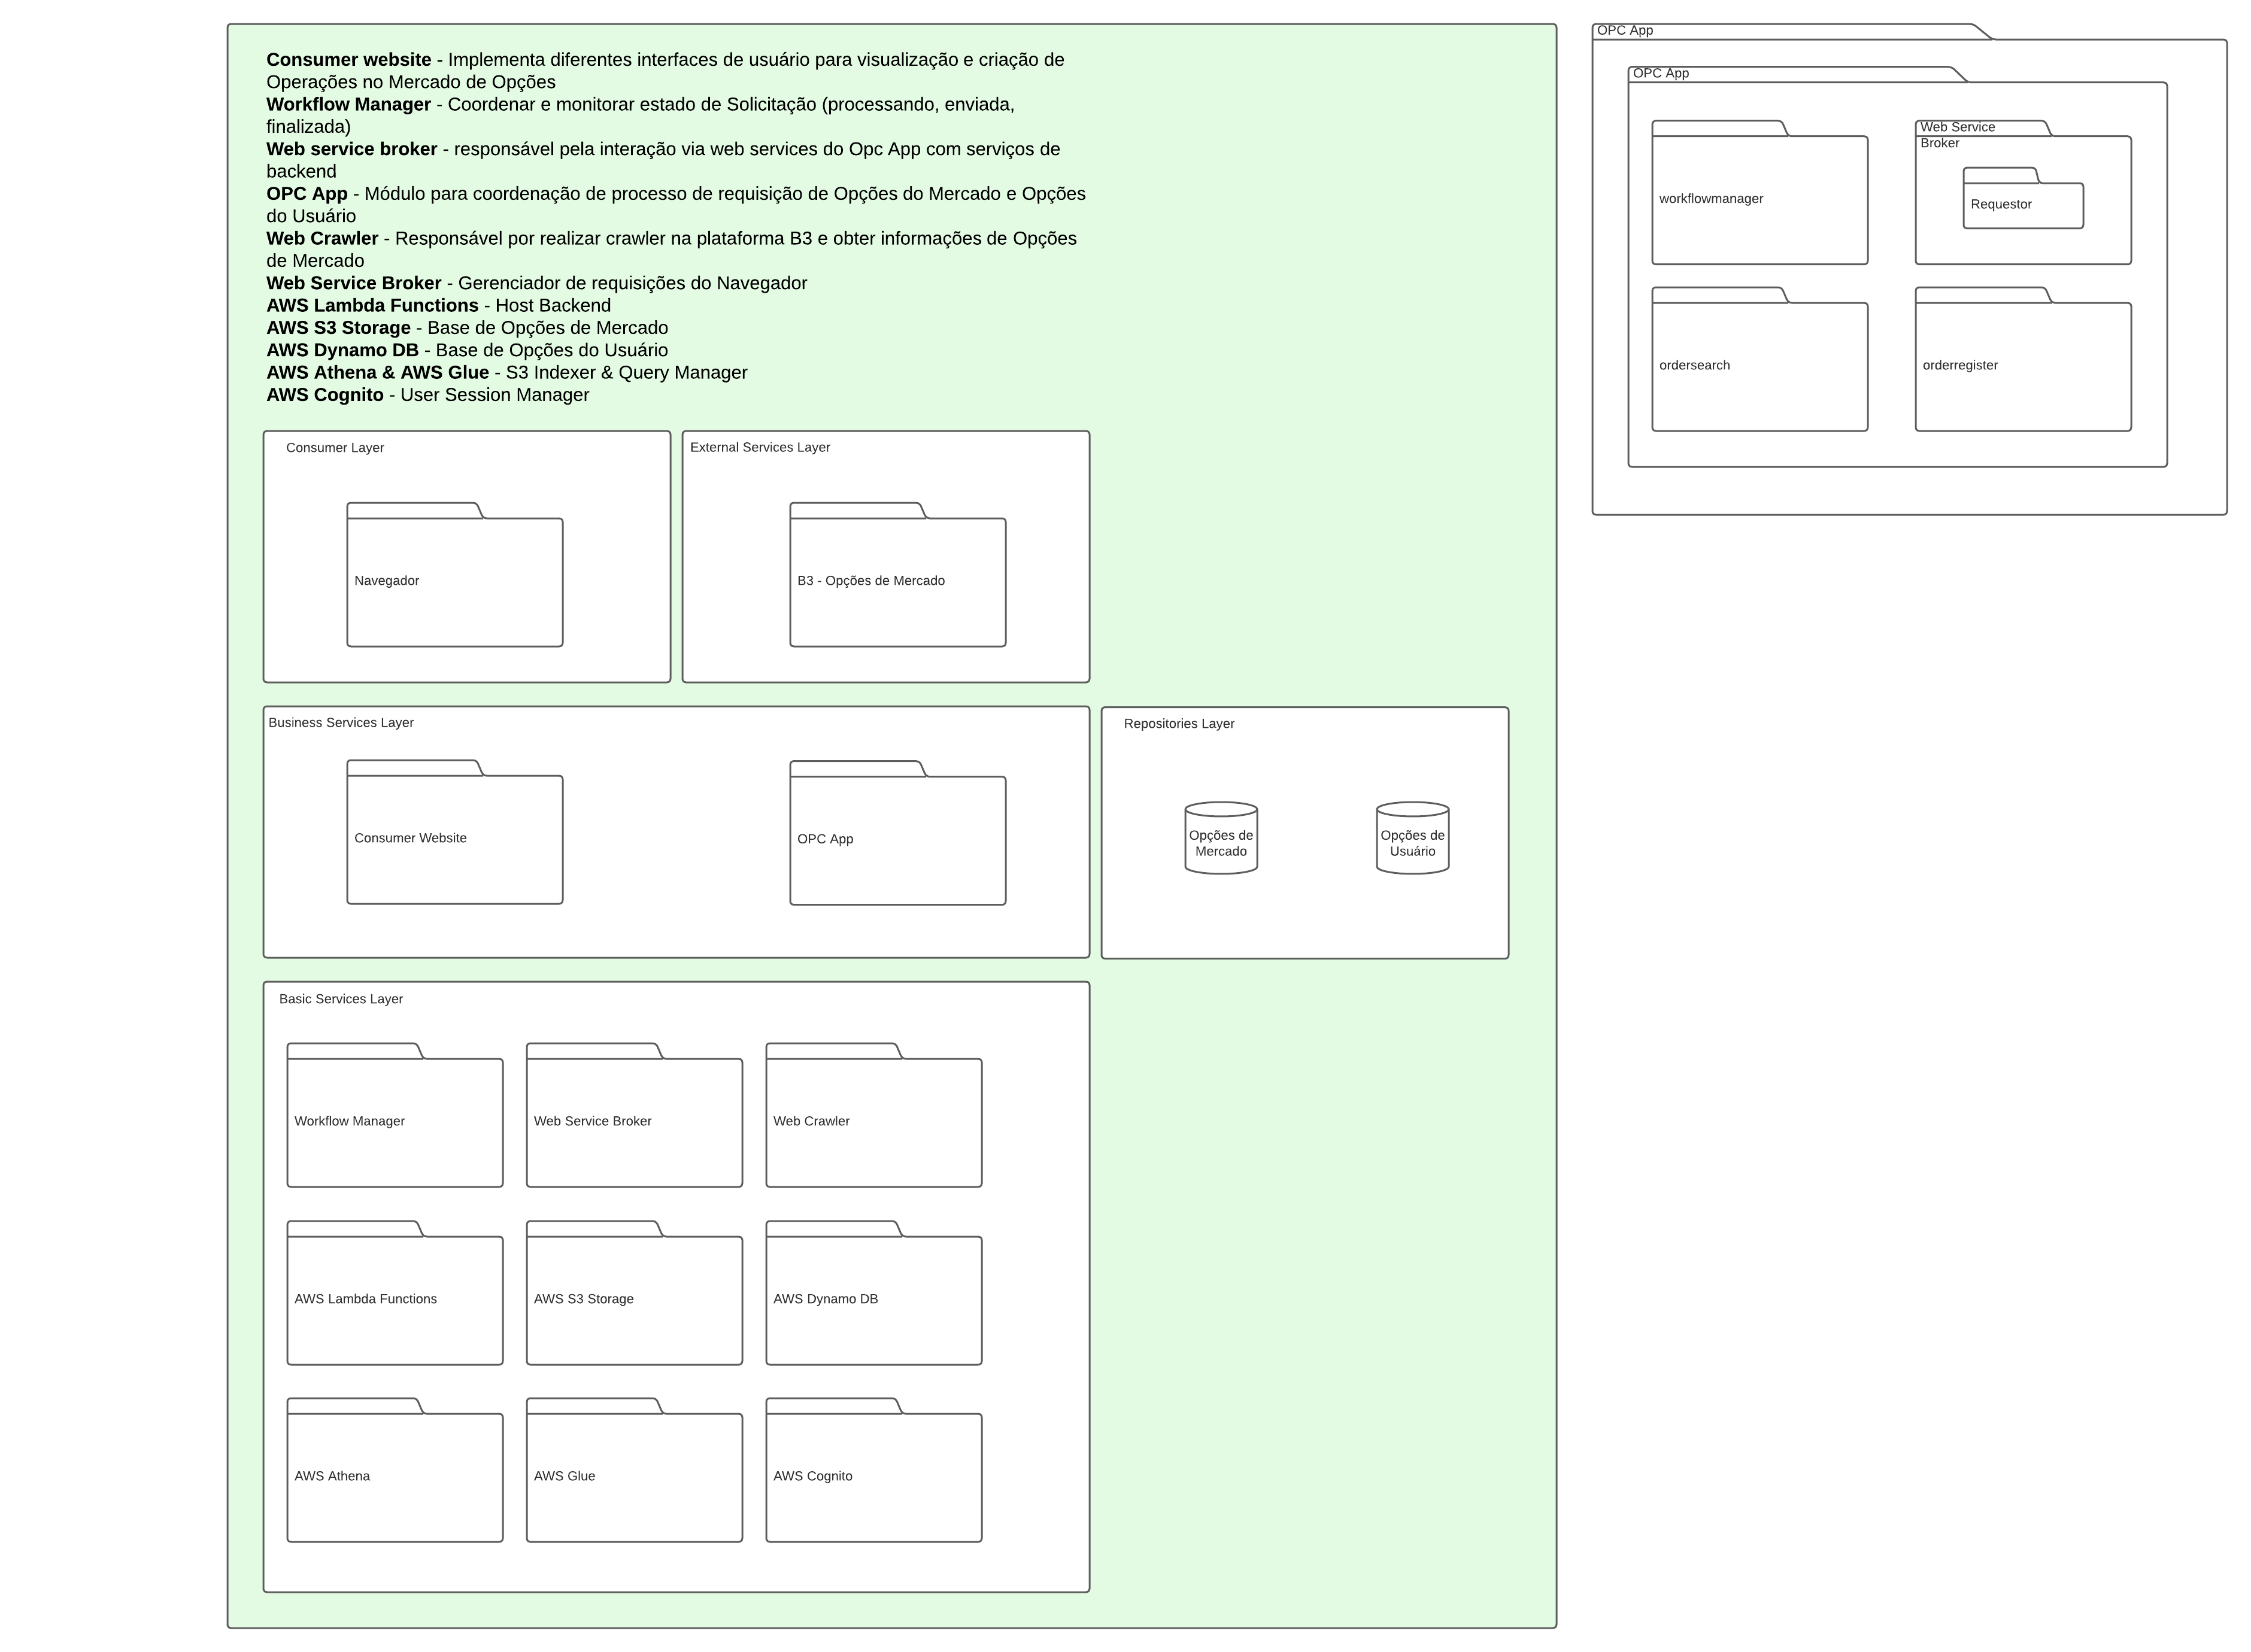 Consumer website - Implementa diferentes interfaces de usuário para visualização e criação de
Operações no Mercado de Opções
Workflow Manager - Coordenar e monitorar estado de Solicitação (processando, enviada,
finalizada)
Web service broker - responsável pela interação via web services do Opc App com serviços de
backend
OPC App - Módulo para coordenação de processo de requisição de Opções do Mercado e Opções
do Usuário
Web Crawler - Responsável por realizar crawler na plataforma B3 e obter informações de Opções
de Mercado
Web Service Broker - Gerenciador de requisições do Navegador
AWS Lambda Functions - Host Backend
AWS S3 Storage - Base de Opções de Mercado
AWS Dynamo DB - Base de Opções do Usuário
AWS Athena & AWS Glue - S3 Indexer & Query Manager
AWS Cognito - User Session Manager
Consumer Layer
Navegador
External Services Layer
B3 - Opções de Mercado
Business Services Layer
Consumer Website
OPC App
Repositories Layer
Opções de
Mercado
Opções de
Usuário
Basic Services Layer
Workflow Manager
Web Service Broker
Web Crawler
AWS Lambda Functions
AWS S3 Storage
AWS Dynamo DB
AWS Athena
AWS Glue
AWS Cognito
OPC App
OPC App
workflowmanager
Web Service
Broker
Requestor
ordersearch
orderregister